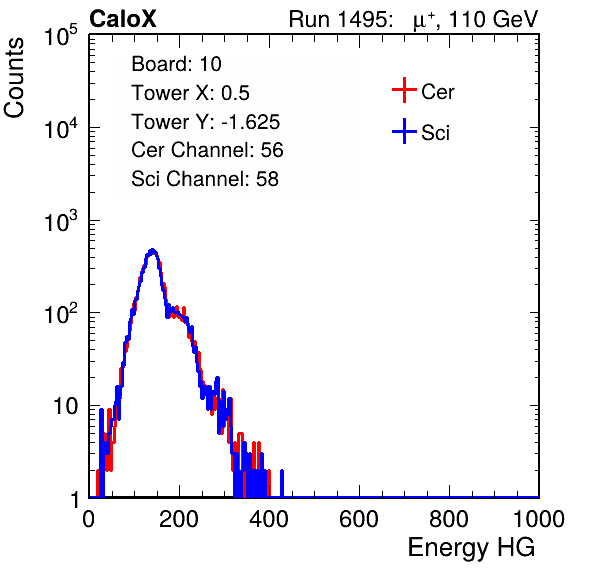 CaloX Run 1495: μ⁺, 110 GeV
Board: 10
Tower X: 0.5
Tower Y: -1.625
Cer Channel: 56
Sci Channel: 58
Cer
Sci
Counts
10⁵
10⁴
10³
10²
10
1
0 200 400 600 800 1000
Energy HG